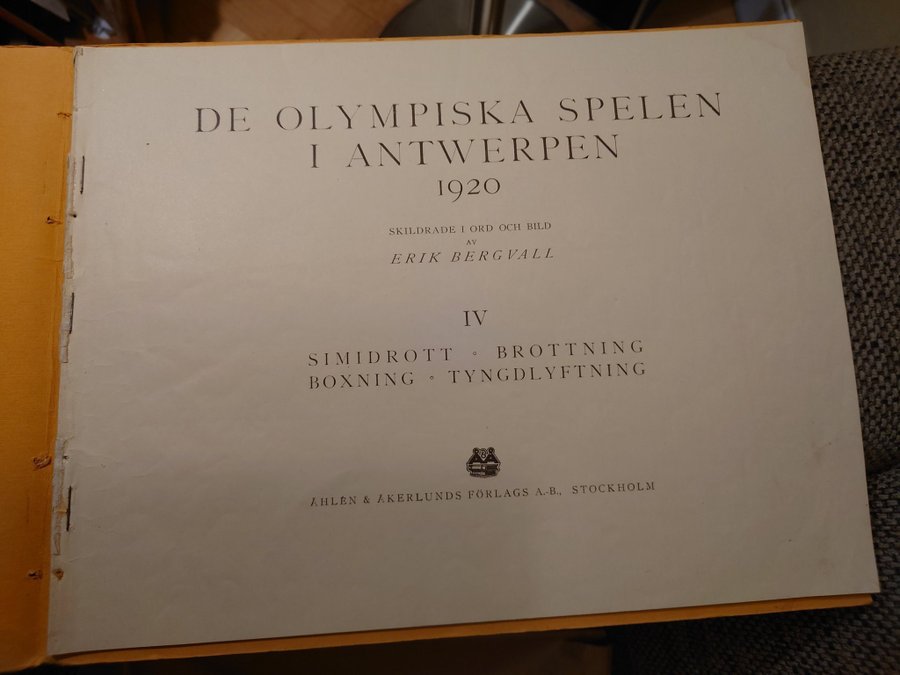 DE OLYMPISKA SPELEN
I ANTWERPEN
1920
SKILDRADE I ORD OCH BILD
AV
ERIK BERGVALL
IV
SIMIDROTT ◦ BROTTNING
BOXNING ◦ TYNGDLYFTNING
ÅHLÉN & ÅKERLUNDS FÖRLAGS A.-B., STOCKHOLM